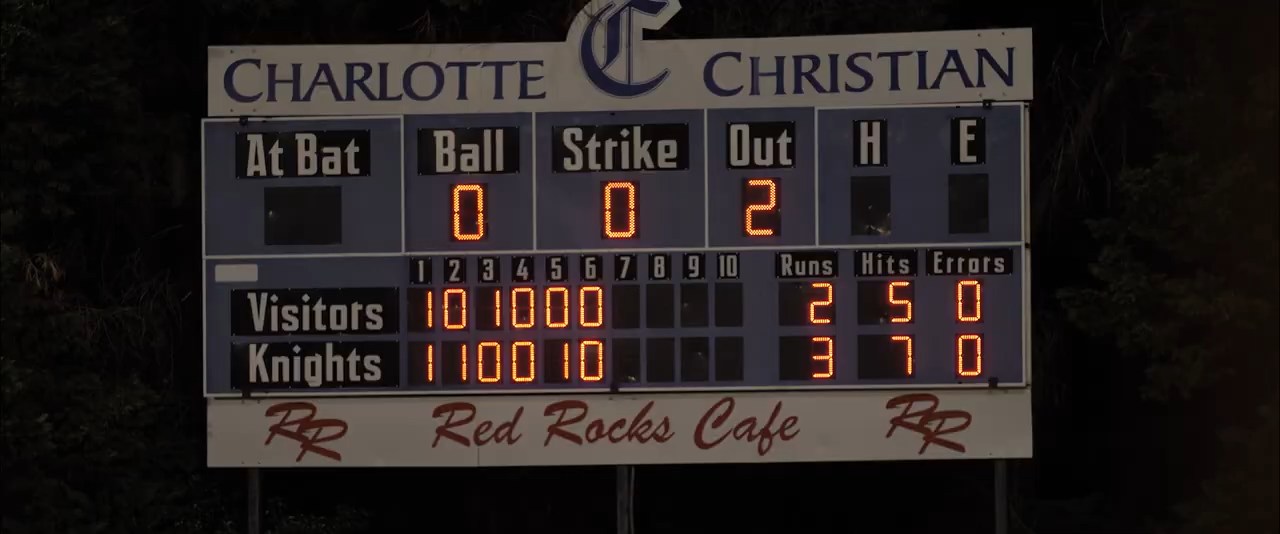 CHARLOTTE C CHRISTIAN
At Bat Ball Strike Out H E
0 0 2
1 2 3 4 5 6 7 8 9 10 Runs Hits Errors
Visitors 1 0 1 0 0 0 2 5 0
Knights 1 1 0 0 1 0 3 7 0
RR Red Rocks Cafe RR